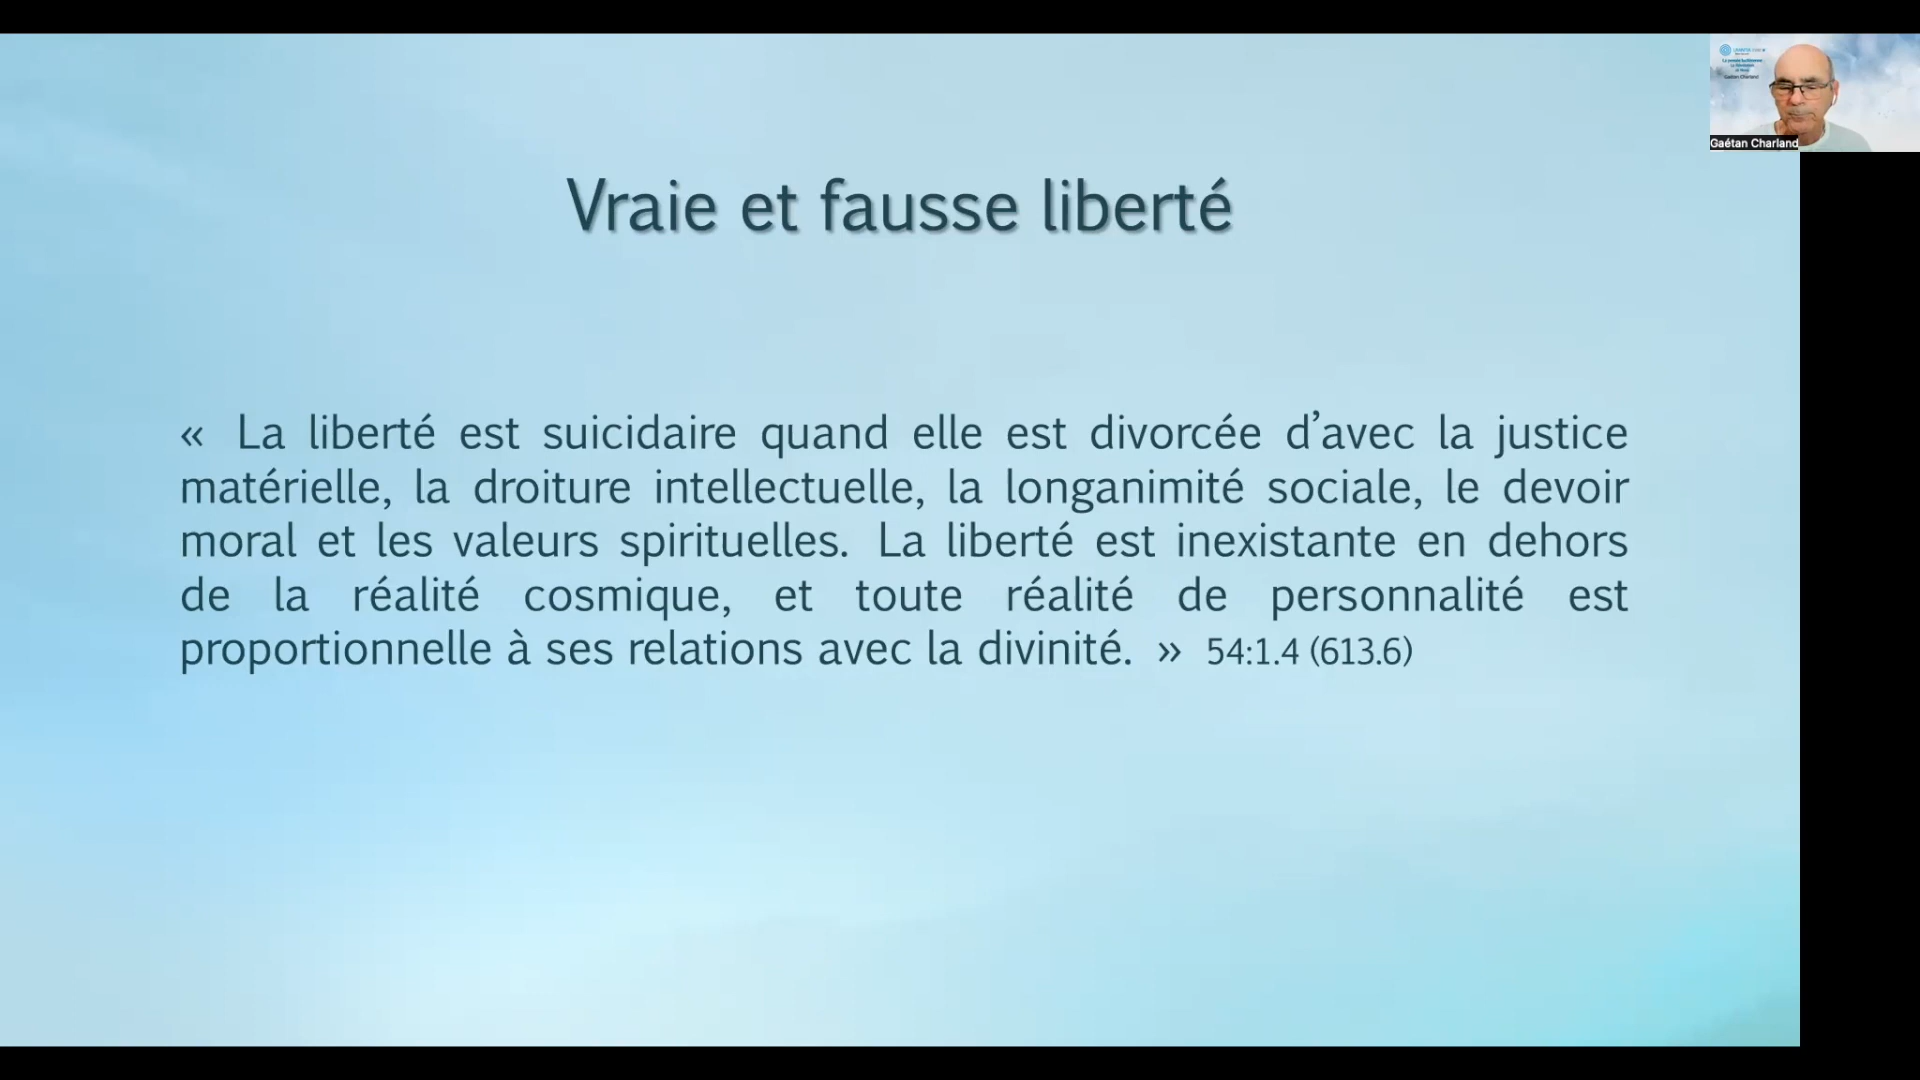 Gaétan Charland
Vraie et fausse liberté
« La liberté est suicidaire quand elle est divorcée d’avec la justice
matérielle, la droiture intellectuelle, la longanimité sociale, le devoir
moral et les valeurs spirituelles. La liberté est inexistante en dehors
de la réalité cosmique, et toute réalité de personnalité est
proportionnelle à ses relations avec la divinité. » 54:1.4 (613.6)